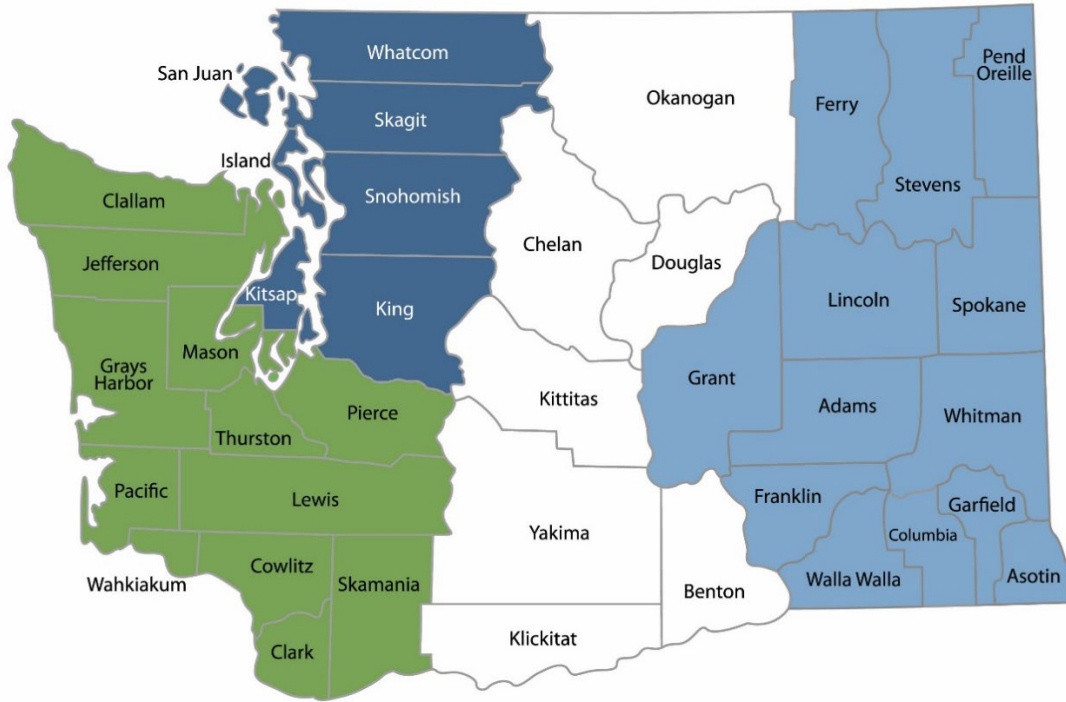 Whatcom
San Juan
Skagit
Island
Snohomish
Clallam
Jefferson
Kitsap
King
Mason
Grays
Harbor
Pierce
Thurston
Pacific
Lewis
Wahkiakum
Cowlitz
Skamania
Clark
Okanogan
Chelan
Douglas
Kittitas
Yakima
Benton
Klickitat
Ferry
Stevens
Pend
Oreille
Lincoln
Spokane
Grant
Adams
Whitman
Franklin
Columbia
Garfield
Walla Walla
Asotin